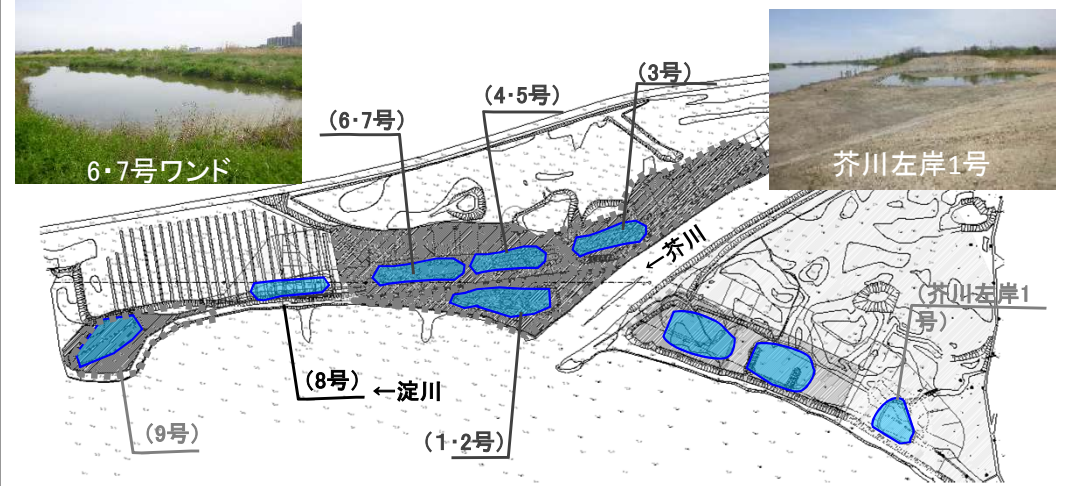 (3号)
(4・5号)
(6・7号)
6・7号ワンド
芥川左岸1号
←芥川
(芥川左岸1
号)
(8号)
←淀川
(9号)
(1・2号)